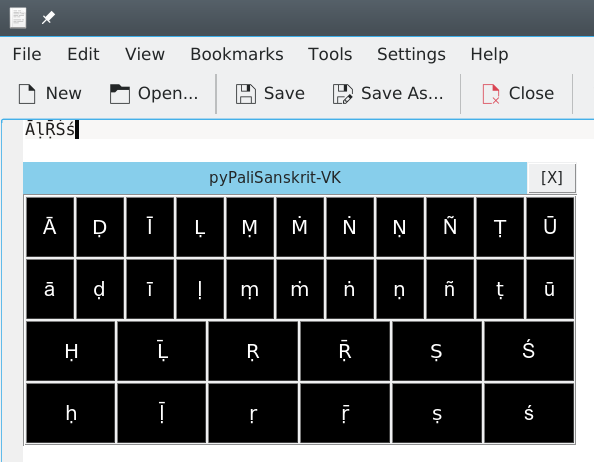 File Edit View Bookmarks Tools Settings Help
New Open... Save Save As... Close
ĀḷṜŚś
pyPaliSanskrit-VK [X]
Ā Ḍ Ī Ḷ Ṃ Ṁ Ṅ Ṇ Ñ Ṭ Ū
ā ḍ ī ḷ ṃ ṁ ṅ ṇ ñ ṭ ū
Ḥ Ḹ Ṛ Ṝ Ṣ Ś
ḥ ḹ ṛ ṝ ṣ ś